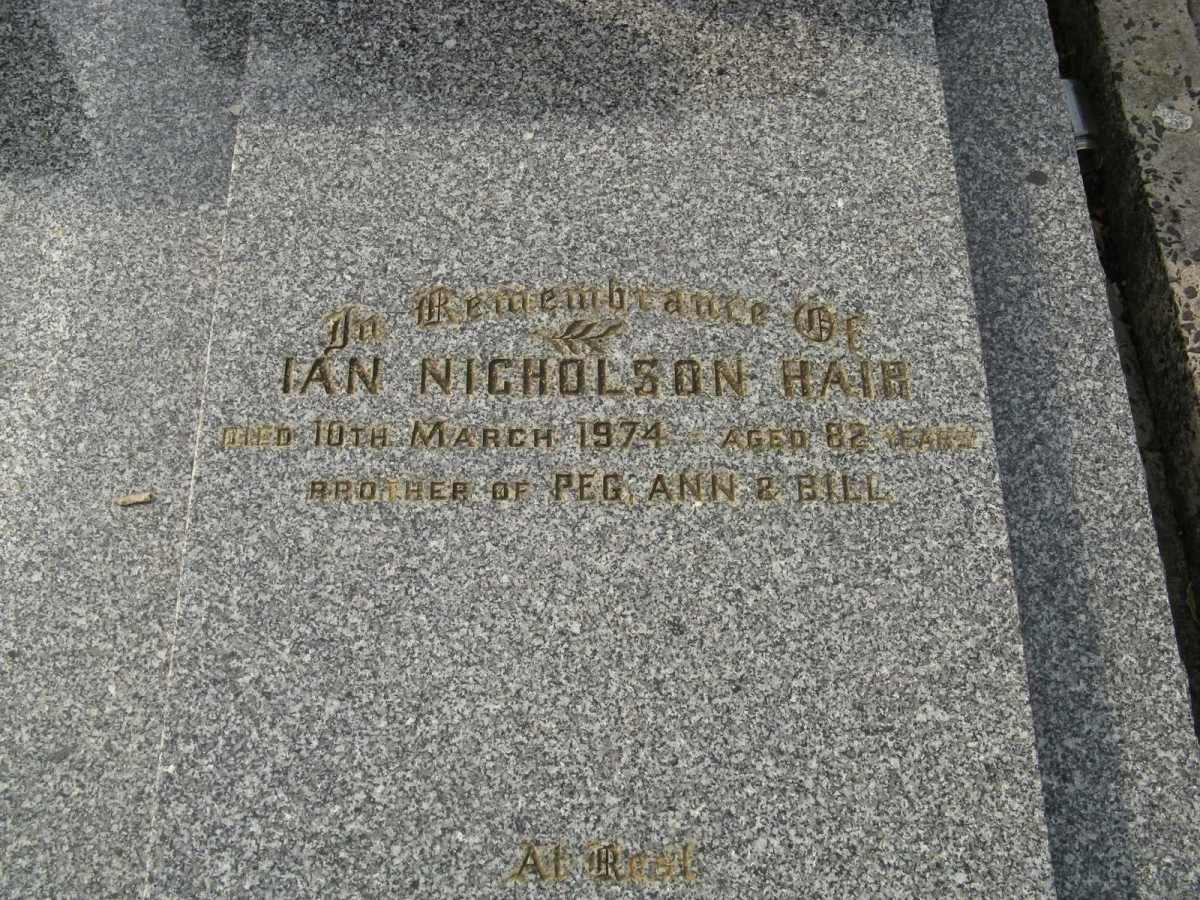 In Remembrance Of
IAN NICHOLSON HAIR
DIED 10TH MARCH 1974 - AGED 82 YEARS
BROTHER OF PEG, ANN & BILL
At Rest